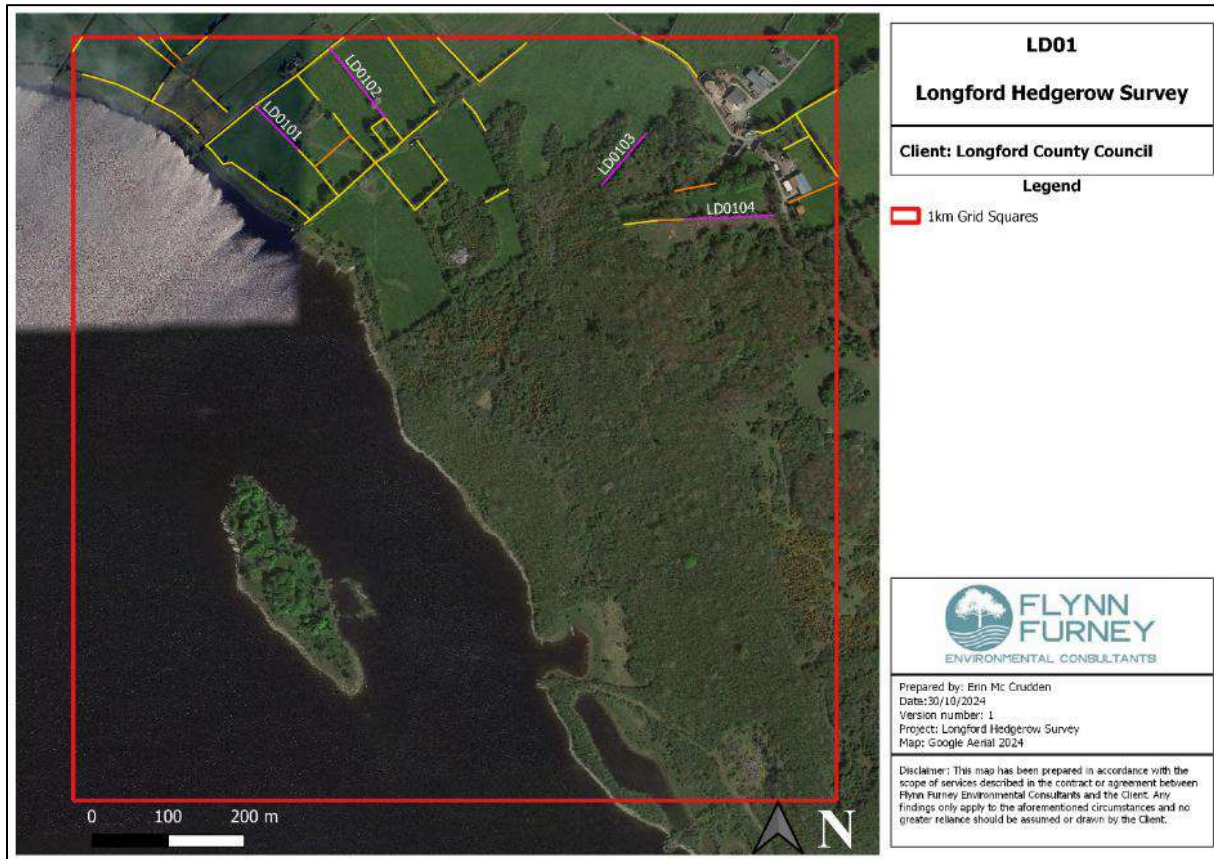 LD01
Longford Hedgerow Survey
Client: Longford County Council
Legend
1km Grid Squares
LD0101
LD0102
LD0103
LD0104
0 100 200 m
N
FLYNN
FURNEY
ENVIRONMENTAL CONSULTANTS
Prepared by: Erin Mc Crudden
Date:30/10/2024
Version number: 1
Project: Longford Hedgerow Survey
Map: Google Aerial 2024
Disclaimer: This map has been prepared in accordance with the
scope of services described in the contract or agreement between
Flynn Furney Environmental Consultants and the Client. Any
findings only apply to the aforementioned circumstances and no
greater reliance should be assumed or drawn by the Client.